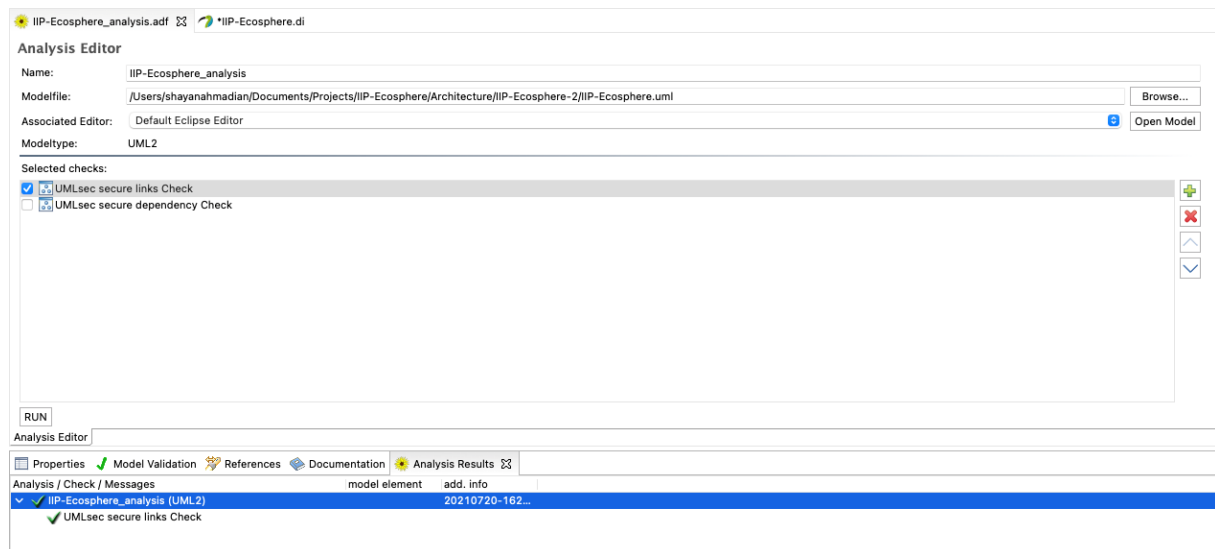 IIP-Ecosphere_analysis.adf *IIP-Ecosphere.di
Analysis Editor
Name: IIP-Ecosphere_analysis
Modelfile: /Users/shayanahmadian/Documents/Projects/IIP-Ecosphere/Architecture/IIP-Ecosphere-2/IIP-Ecosphere.uml Browse...
Associated Editor: Default Eclipse Editor Open Model
Modeltype: UML2
Selected checks:
UMLsec secure links Check
UMLsec secure dependency Check
RUN
Analysis Editor
Properties Model Validation References Documentation Analysis Results
Analysis / Check / Messages model element add. info
IIP-Ecosphere_analysis (UML2) 20210720-162...
UMLsec secure links Check